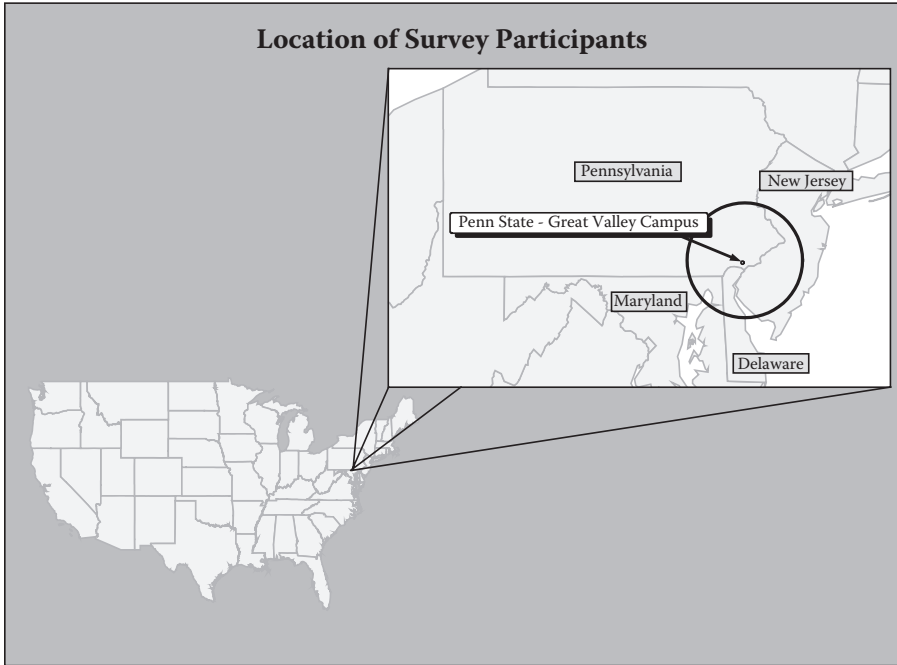 Location of Survey Participants
Pennsylvania
New Jersey
Penn State - Great Valley Campus
Maryland
Delaware